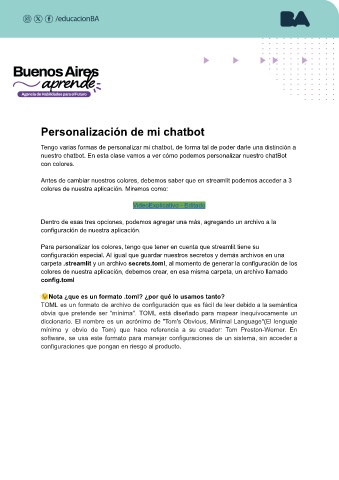 /educacionBA
BA
Buenos Aires
aprende
Agencia de Habilidades para el Futuro
Personalización de mi chatbot
Tengo varias formas de personalizar mi chatbot, de forma tal de poder darle una distinción a
nuestro chatbot. En esta clase vamos a ver cómo podemos personalizar nuestro chatBot
con colores.
Antes de cambiar nuestros colores, debemos saber que en streamlit podemos acceder a 3
colores de nuestra aplicación. Miremos como:
VideoExplicativo - Editado
Dentro de esas tres opciones, podemos agregar una más, agregando un archivo a la
configuración de nuestra aplicación.
Para personalizar los colores, tengo que tener en cuenta que streamlit tiene su
configuración especial. Al igual que guardar nuestros secretos y demás archivos en una
carpeta .streamlit y un archivo secrets.toml, al momento de generar la configuración de los
colores de nuestra aplicación, debemos crear, en esa misma carpeta, un archivo llamado
config.toml
😉Nota ¿que es un formato .toml? ¿por qué lo usamos tanto?
TOML es un formato de archivo de configuración que es fácil de leer debido a la semántica
obvia que pretende ser "mínima". TOML está diseñado para mapear inequívocamente un
diccionario. El nombre es un acrónimo de "Tom's Obvious, Minimal Language"(El lenguaje
mínimo y obvio de Tom) que hace referencia a su creador: Tom Preston-Werner. En
software, se usa este formato para manejar configuraciones de un sistema, sin acceder a
configuraciones que pongan en riesgo al producto.